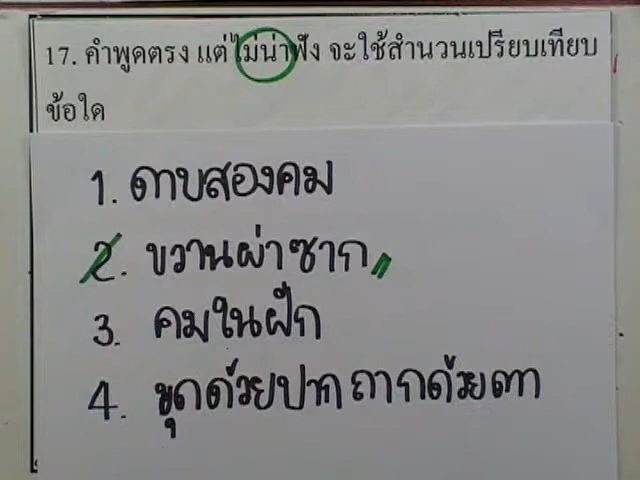 17. คำพูดตรง แต่ไม่น่าฟัง จะใช้สำนวนเปรียบเทียบ
ข้อใด
1. ดาบสองคม
2. ขวานผ่าซาก
3. คมในฝัก
4. ขุดด้วยปาก ถากด้วยตา